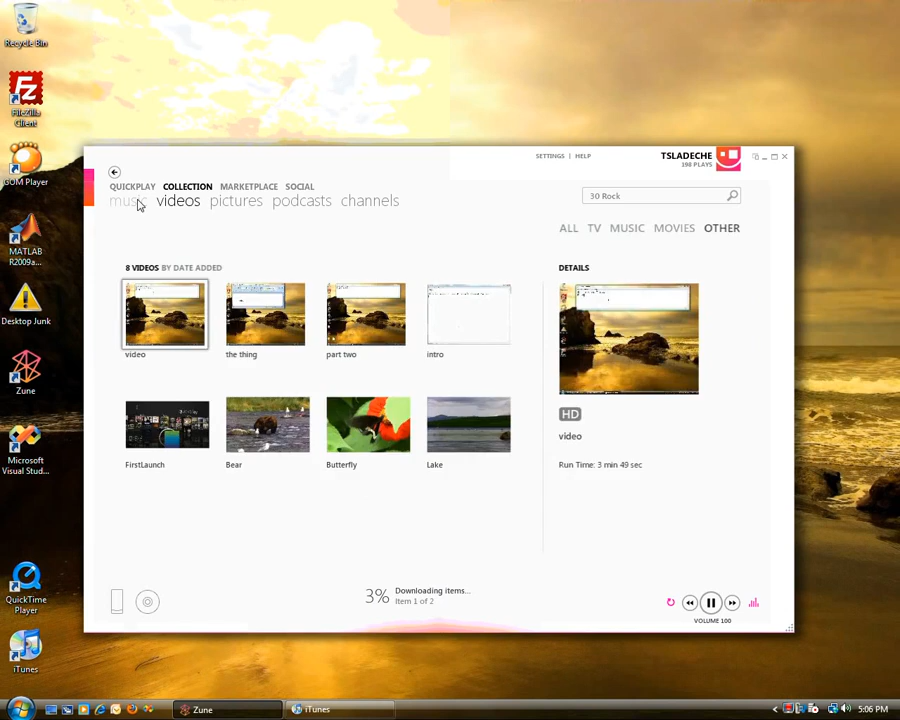 Recycle Bin
FileZilla
Client
GOM Player
MATLAB
R2009a...
Desktop Junk
Zune
Microsoft
Visual Stud...
QuickTime
Player
iTunes
SETTINGS | HELP
TSLADECHE
198 PLAYS
QUICKPLAY COLLECTION MARKETPLACE SOCIAL
music videos pictures podcasts channels
30 Rock
ALL TV MUSIC MOVIES OTHER
8 VIDEOS BY DATE ADDED
video the thing part two intro
FirstLaunch Bear Butterfly Lake
DETAILS
HD
video
Run Time: 3 min 49 sec
3% Downloading items...
Item 1 of 2
VOLUME 100
Zune iTunes 5:06 PM